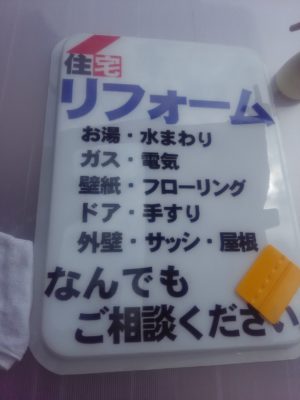 住宅
リフォーム
お湯・水まわり
ガス・電気
壁紙・フローリング
ドア・手すり
外壁・サッシ・屋根
なんでも
ご相談ください